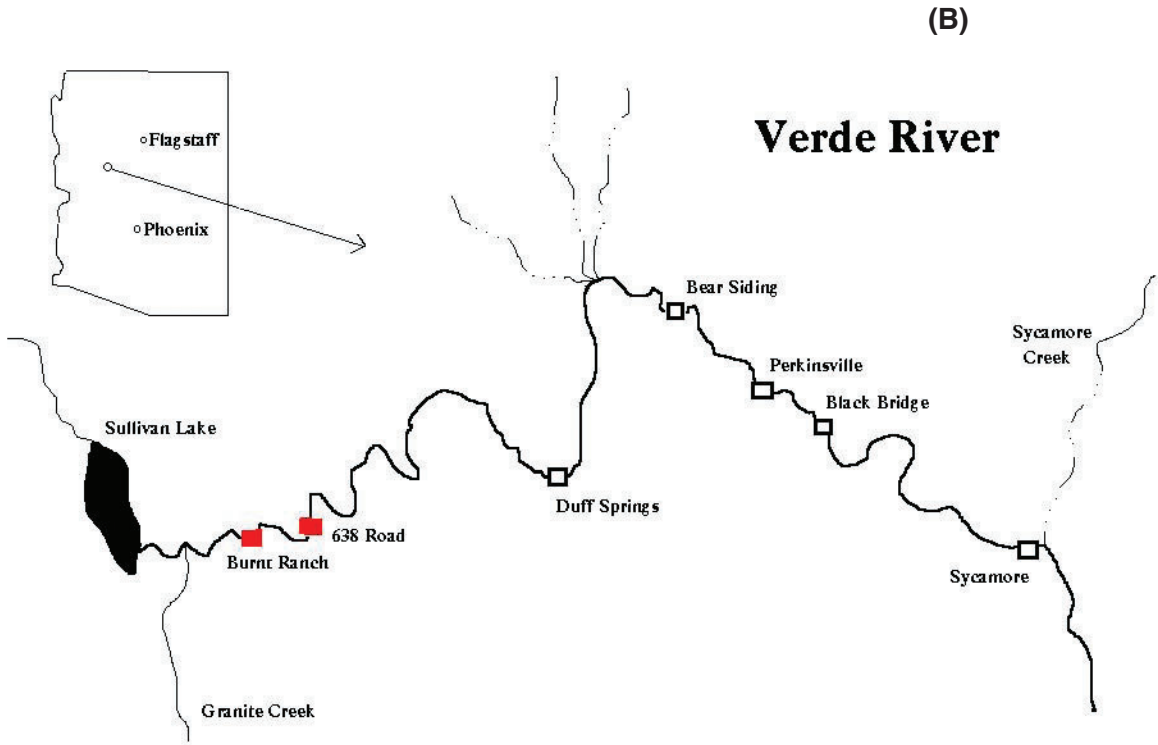 (B)
Verde River
Flagstaff
Phoenix
Bear Siding
Sycamore
Creek
Perkinsville
Black Bridge
Sullivan Lake
Duff Springs
638 Road
Burnt Ranch
Sycamore
Granite Creek